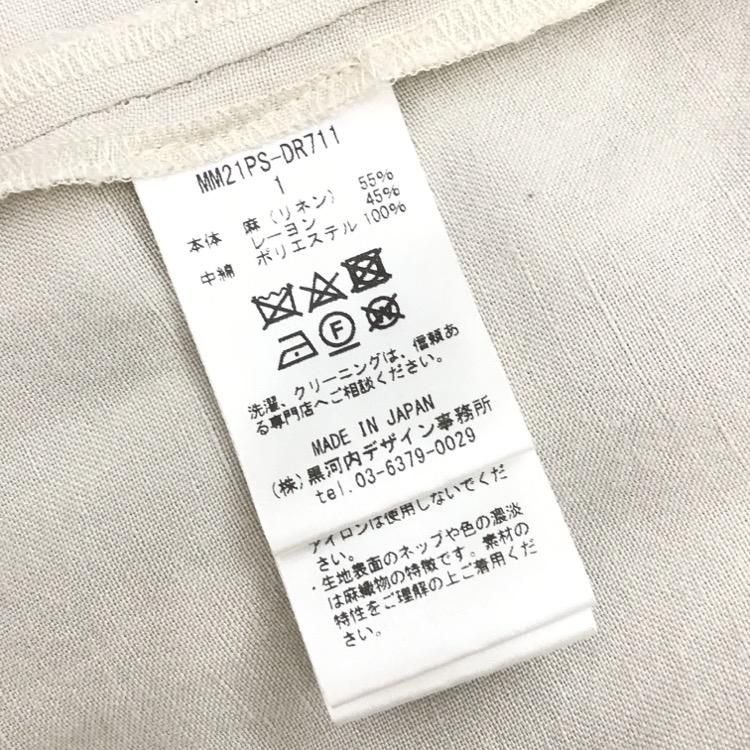 MM21PS-DR711
1
本体 麻(リネン) 55%
レーヨン 45%
中綿 ポリエステル 100%
F
W
洗濯、クリーニングは、信頼あ
る専門店へご相談ください。
MADE IN JAPAN
(株)黒河内デザイン事務所
tel.03-6379-0029
アイロンは使用しないでくだ
さい。
・生地表面のネップや色の濃淡
は麻織物の特徴です。素材の
特性をご理解の上ご着用くだ
さい。